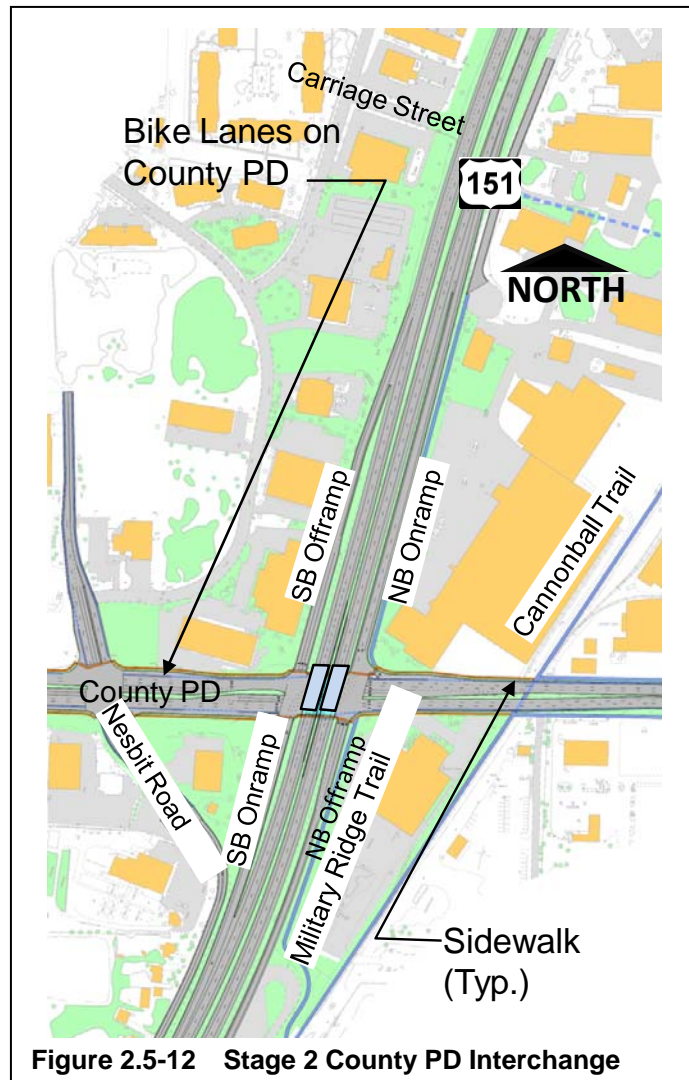 Carriage Street
Bike Lanes on
County PD
151
NORTH
SB Offramp
NB Onramp
Cannonball Trail
County PD
Nesbit Road
SB Onramp
NB Offramp
Military Ridge Trail
Sidewalk
(Typ.)
Figure 2.5-12 Stage 2 County PD Interchange